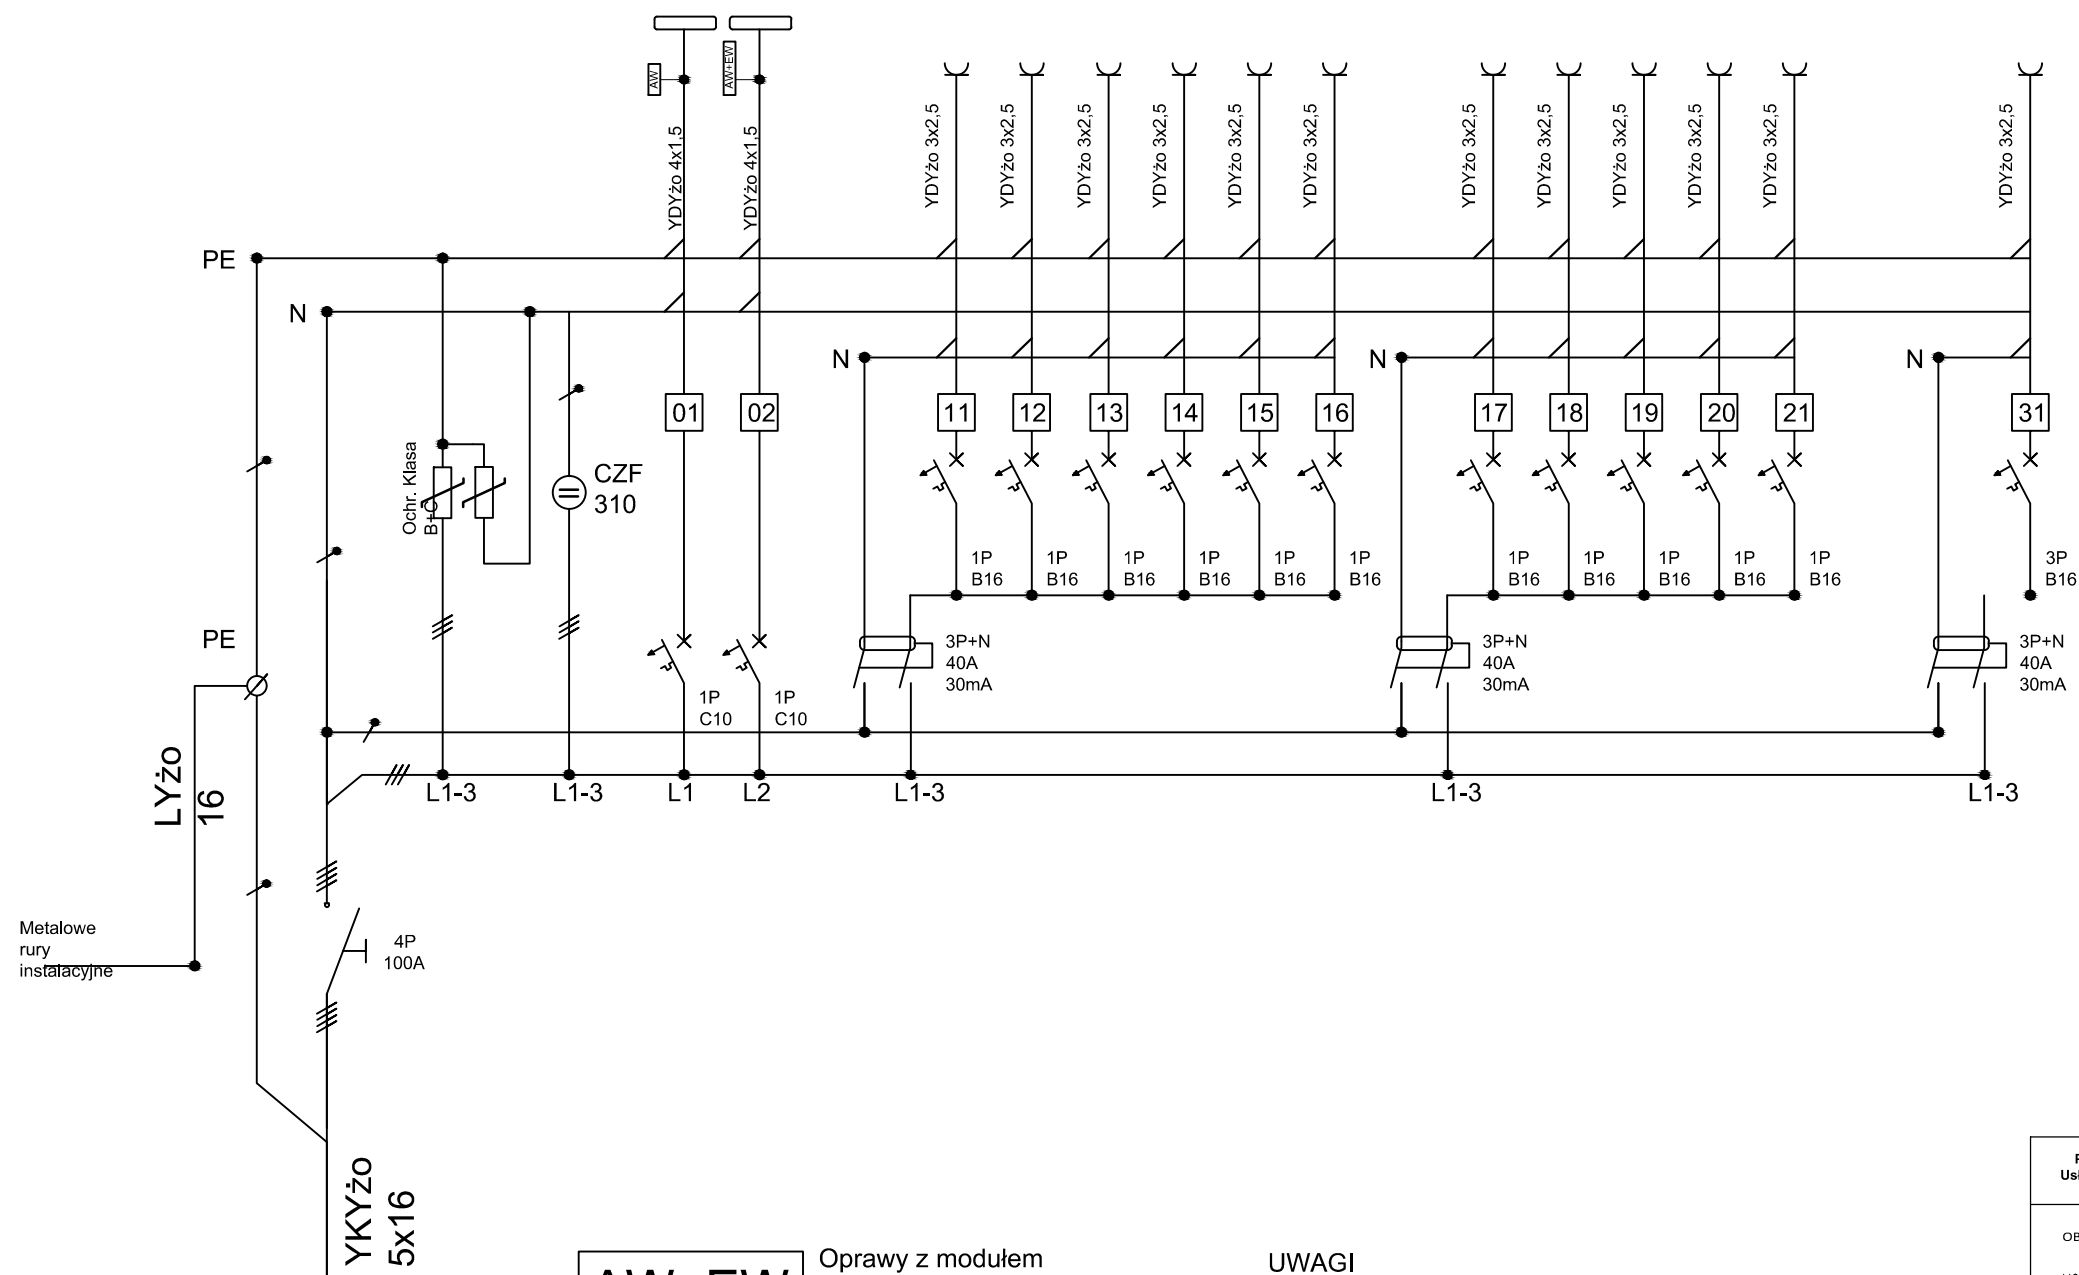 AW
AW+EW
YDYżo 4x1,5
YDYżo 4x1,5
YDYżo 3x2,5
YDYżo 3x2,5
YDYżo 3x2,5
YDYżo 3x2,5
YDYżo 3x2,5
YDYżo 3x2,5
YDYżo 3x2,5
YDYżo 3x2,5
YDYżo 3x2,5
YDYżo 3x2,5
YDYżo 3x2,5
YDYżo 3x2,5
PE
N
N
N
N
01
02
11
12
13
14
15
16
17
18
19
20
21
31
Ochr. Klasa
B+C
CZF
310
1P
B16
1P
B16
1P
B16
1P
B16
1P
B16
1P
B16
1P
B16
1P
B16
1P
B16
1P
B16
1P
B16
3P
B16
PE
3P+N
40A
30mA
3P+N
40A
30mA
3P+N
40A
30mA
1P
C10
1P
C10
LYżo
16
L1-3
L1-3
L1
L2
L1-3
L1-3
L1-3
Metalowe
rury
instalacyjne
4P
100A
YKYżo
5x16
AW+EW
Oprawy z modułem
UWAGI